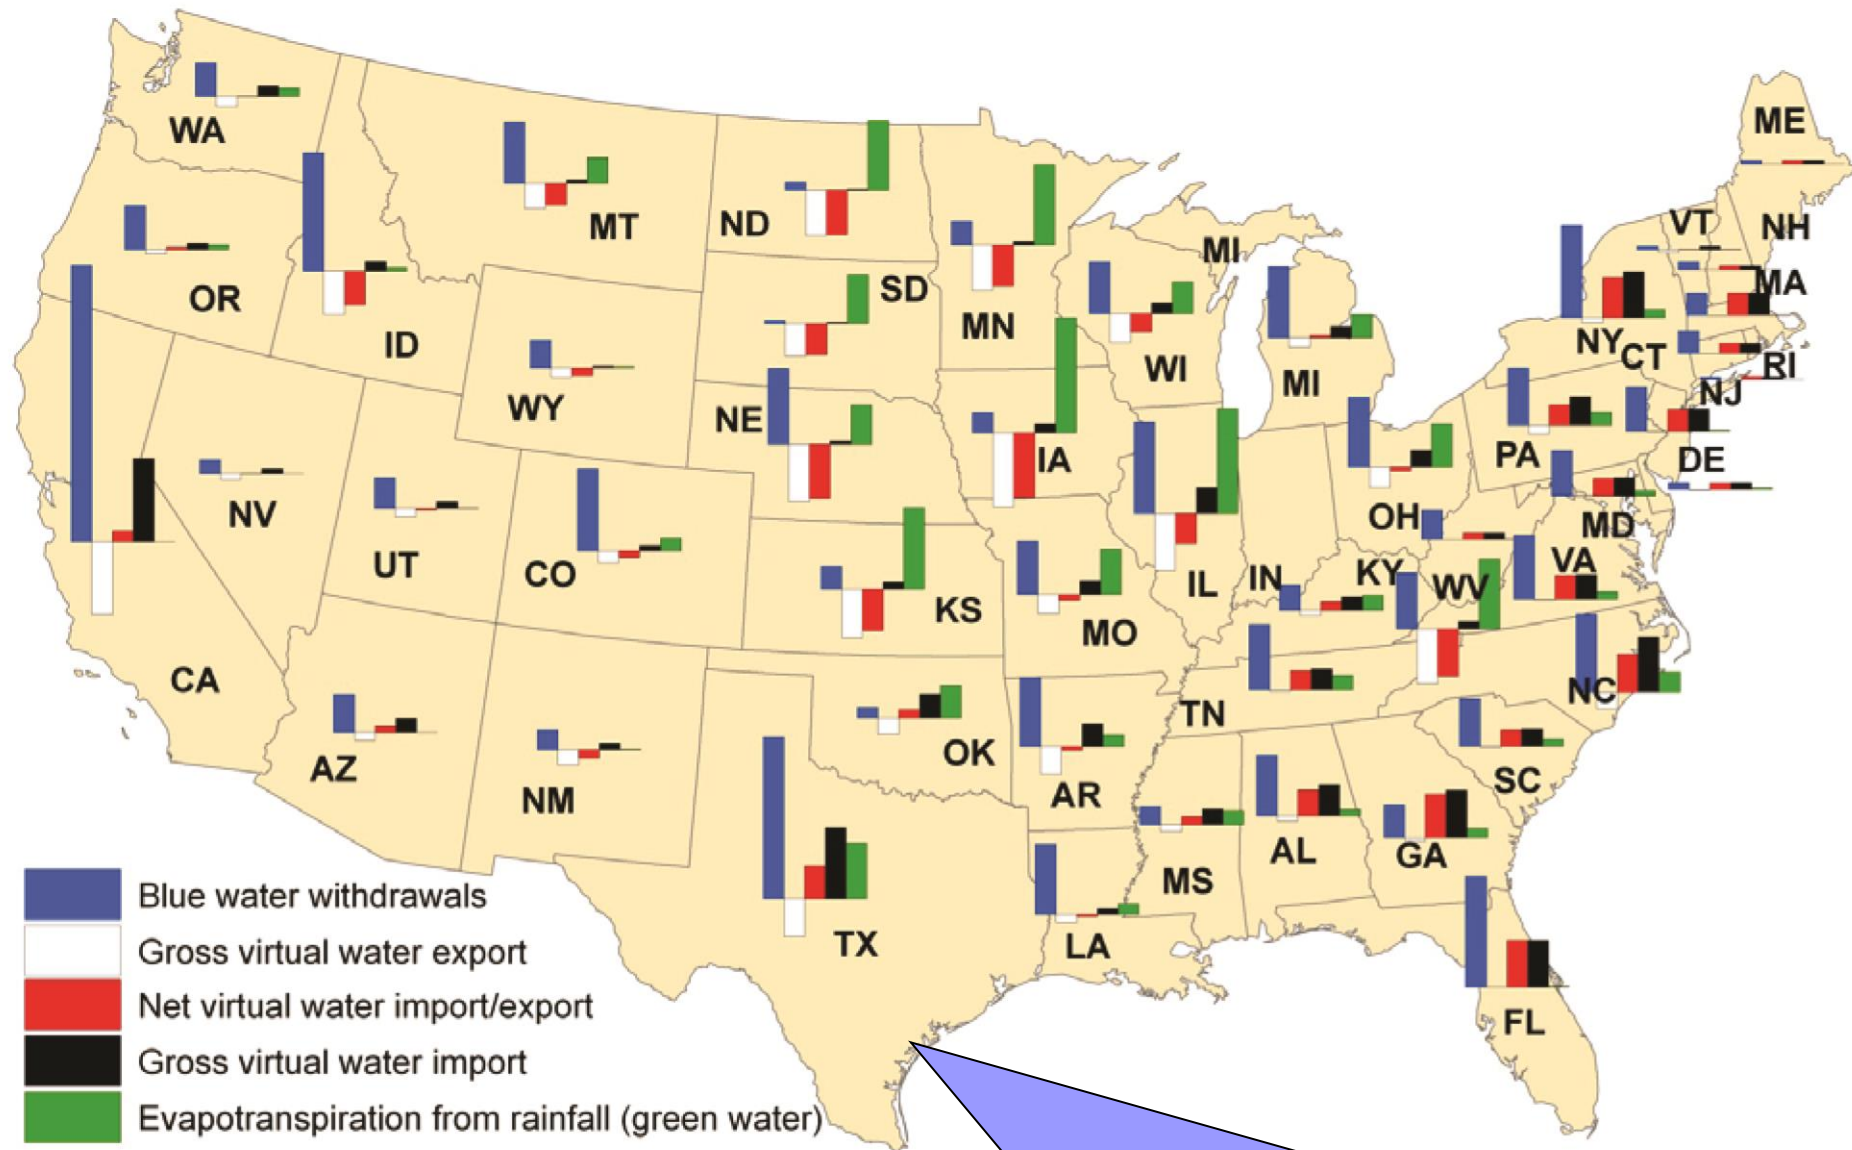 ME
WA
VT
NH
MT
ND
MI
MA
OR
SD
MN
NY
CT
RI
ID
WI
MI
NJ
WY
NE
IA
PA
DE
NV
OH
MD
UT
CO
IL
IN
KY
WV
VA
KS
MO
CA
NC
TN
AZ
NM
OK
AR
SC
AL
GA
MS
TX
LA
FL
Blue water withdrawals
Gross virtual water export
Net virtual water import/export
Gross virtual water import
Evapotranspiration from rainfall (green water)